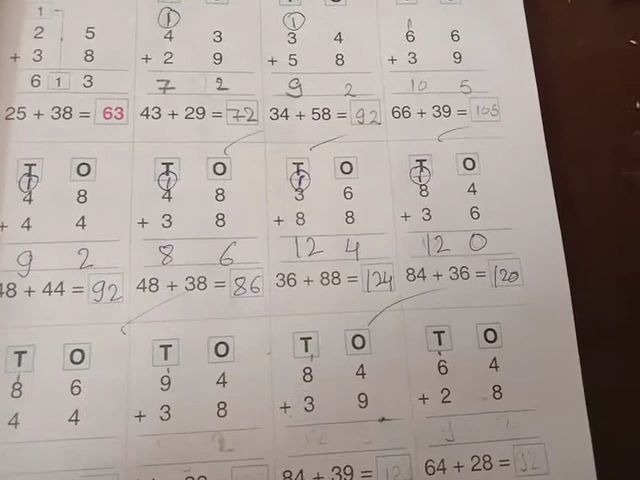 1 1 1 1
2 5 4 3 3 4 6 6
+ 3 8 + 2 9 + 5 8 + 3 9
6 1 3 7 2 9 2 10 5
25 + 38 = 63 43 + 29 = 72 34 + 58 = 92 66 + 39 = 105
T O T O T O T O
1 1 1 1
4 8 4 8 3 6 8 4
+ 4 4 + 3 8 + 8 8 + 3 6
9 2 8 6 12 4 12 0
48 + 44 = 92 48 + 38 = 86 36 + 88 = 124 84 + 36 = 120
T O T O T O T O
8 6 9 4 8 4 6 4
4 4 + 3 8 + 3 9 + 2 8
84 + 39 = 64 + 28 = 92